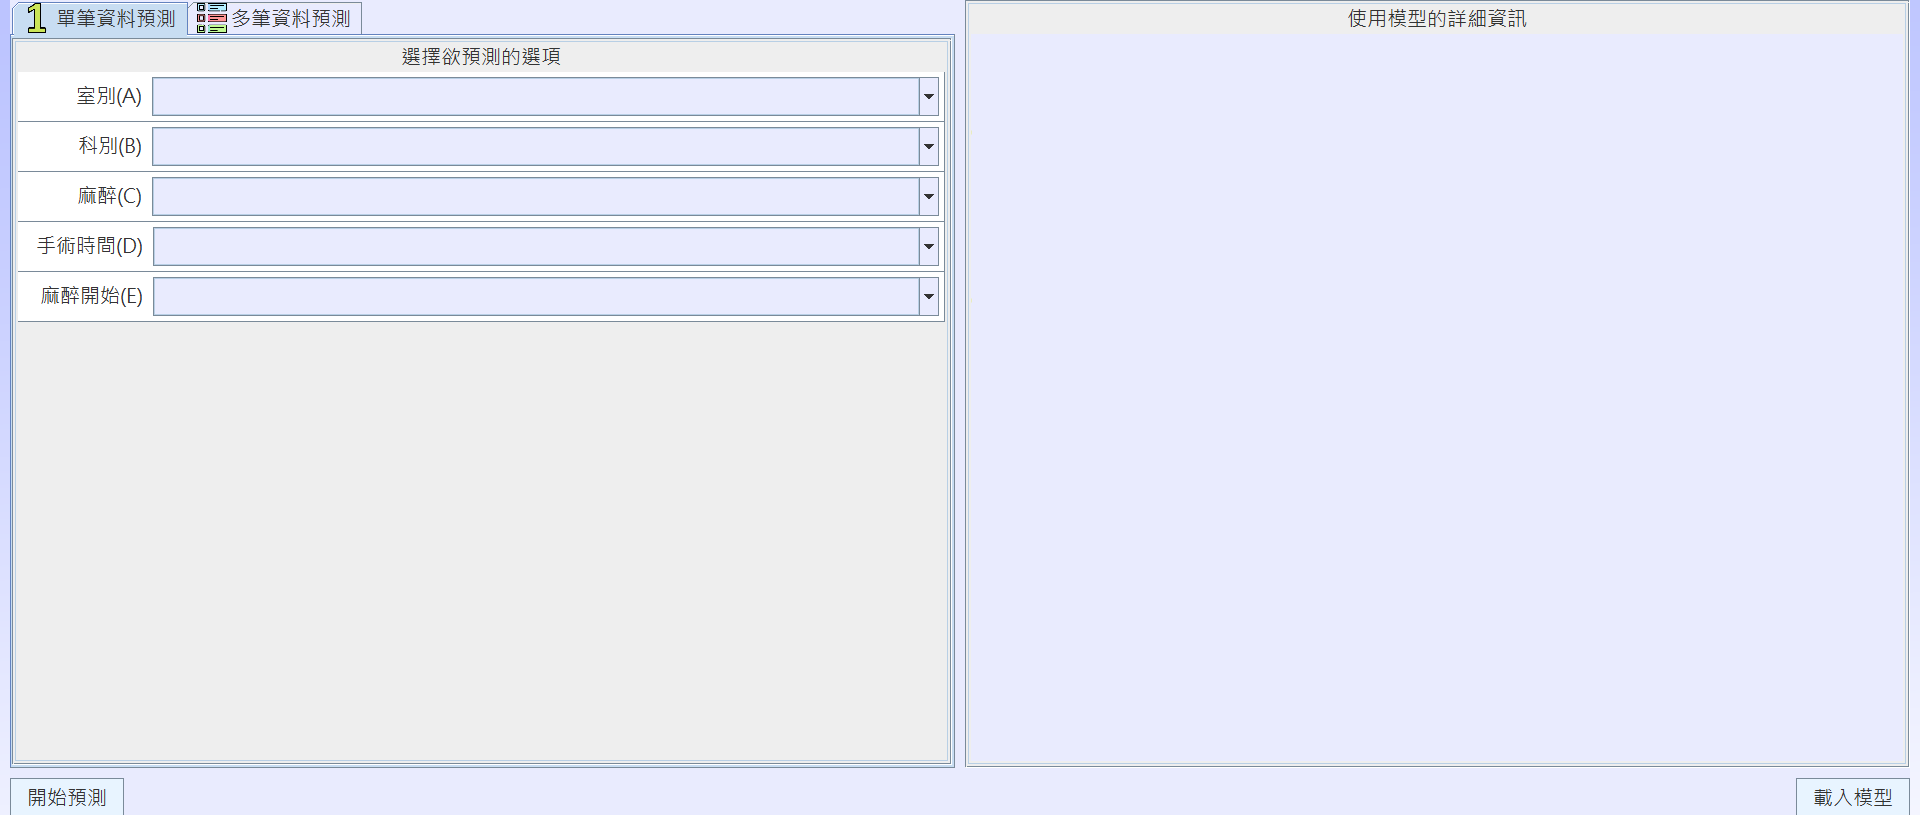 1 單筆資料預測 多筆資料預測
選擇欲預測的選項
室別(A)
科別(B)
麻醉(C)
手術時間(D)
麻醉開始(E)
開始預測
使用模型的詳細資訊
載入模型